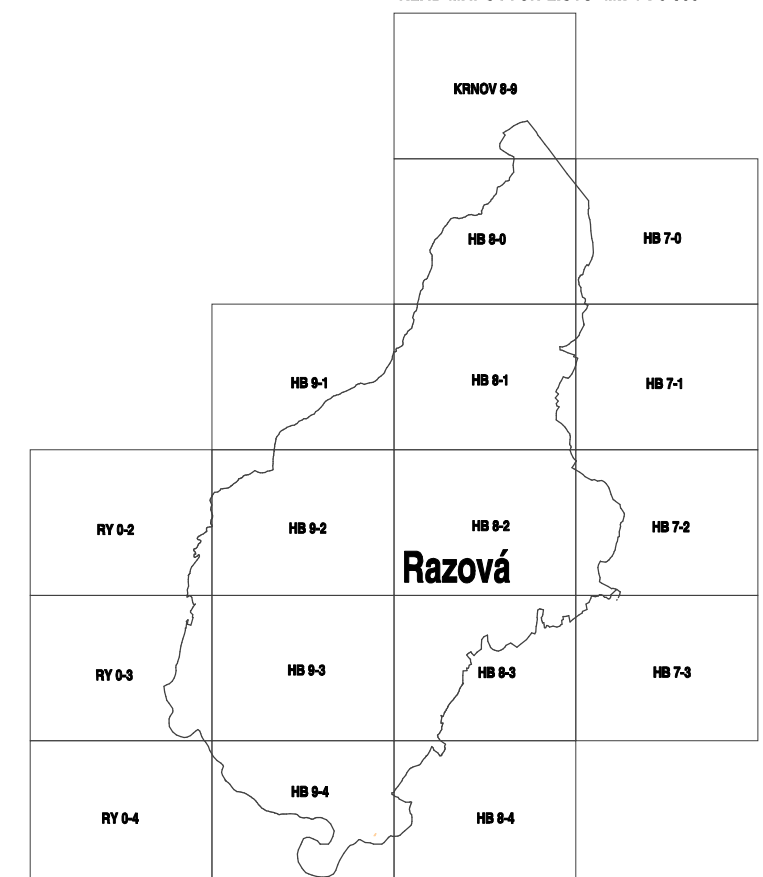 KRNOV 8-9
HB 8-0
HB 7-0
HB 9-1
HB 8-1
HB 7-1
RY 0-2
HB 9-2
HB 8-2
HB 7-2
Razová
RY 0-3
HB 9-3
HB 8-3
HB 7-3
RY 0-4
HB 9-4
HB 8-4